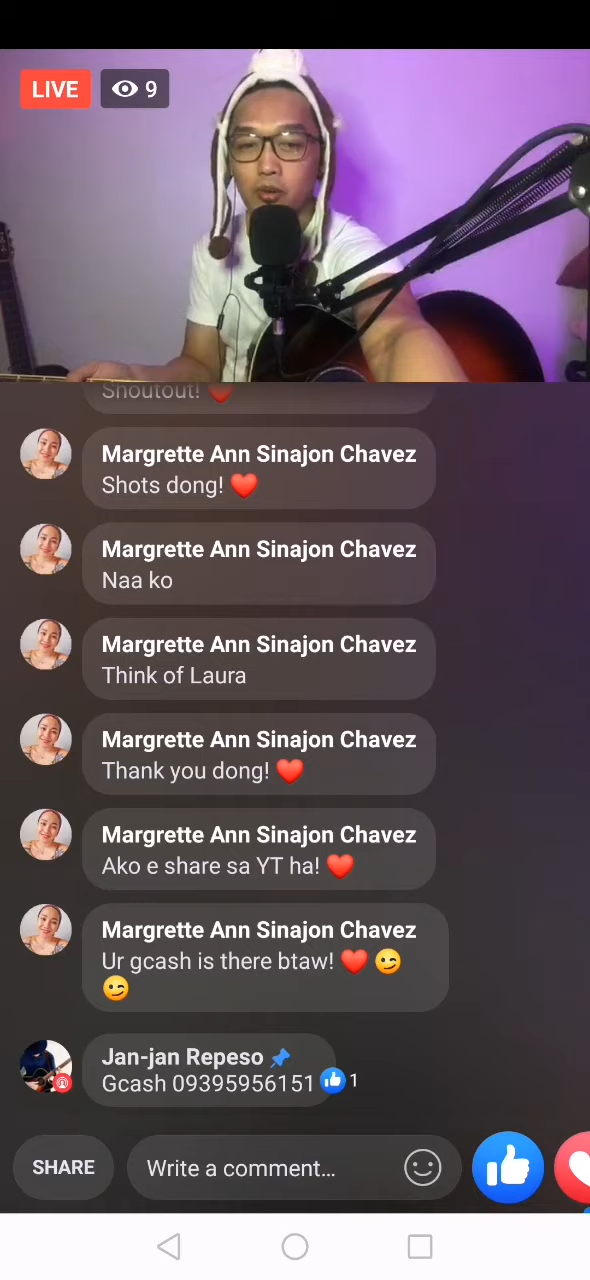 LIVE
9
Shoutout! ❤️
Margrette Ann Sinajon Chavez
Shots dong! ❤️
Margrette Ann Sinajon Chavez
Naa ko
Margrette Ann Sinajon Chavez
Think of Laura
Margrette Ann Sinajon Chavez
Thank you dong! ❤️
Margrette Ann Sinajon Chavez
Ako e share sa YT ha! ❤️
Margrette Ann Sinajon Chavez
Ur gcash is there btaw! ❤️ 😏
😏
Jan-jan Repeso 📌
Gcash 09395956151 👍 1
SHARE
Write a comment...